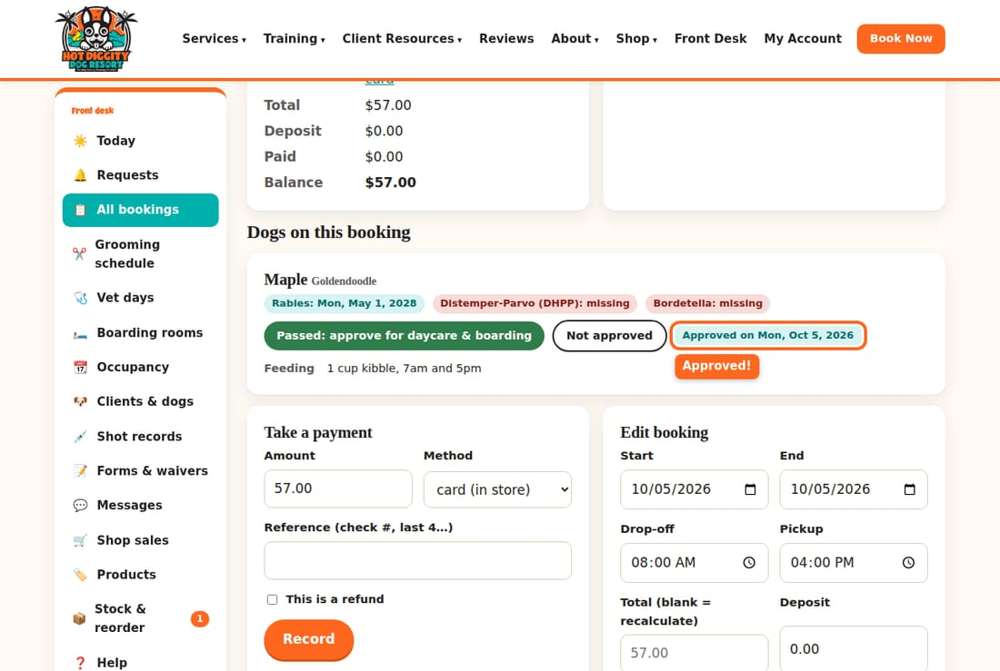 HOT DIGGITY
DOG RESORT
Services ▾
Training ▾
Client Resources ▾
Reviews
About ▾
Shop ▾
Front Desk
My Account
Book Now
Front desk
Today
Requests
All bookings
Grooming
schedule
Vet days
Boarding rooms
Occupancy
Clients & dogs
Shot records
Forms & waivers
Messages
Shop sales
Products
Stock &
reorder
1
Help
Total $57.00
Deposit $0.00
Paid $0.00
Balance $57.00
Dogs on this booking
Maple Goldendoodle
Rabies: Mon, May 1, 2028
Distemper-Parvo (DHPP): missing
Bordetella: missing
Passed: approve for daycare & boarding
Not approved
Approved on Mon, Oct 5, 2026
Approved!
Feeding 1 cup kibble, 7am and 5pm
Take a payment
Amount
Method
57.00
card (in store)
Reference (check #, last 4…)
This is a refund
Record
Edit booking
Start
End
10/05/2026
10/05/2026
Drop-off
Pickup
08:00 AM
04:00 PM
Total (blank =
recalculate)
Deposit
57.00
0.00